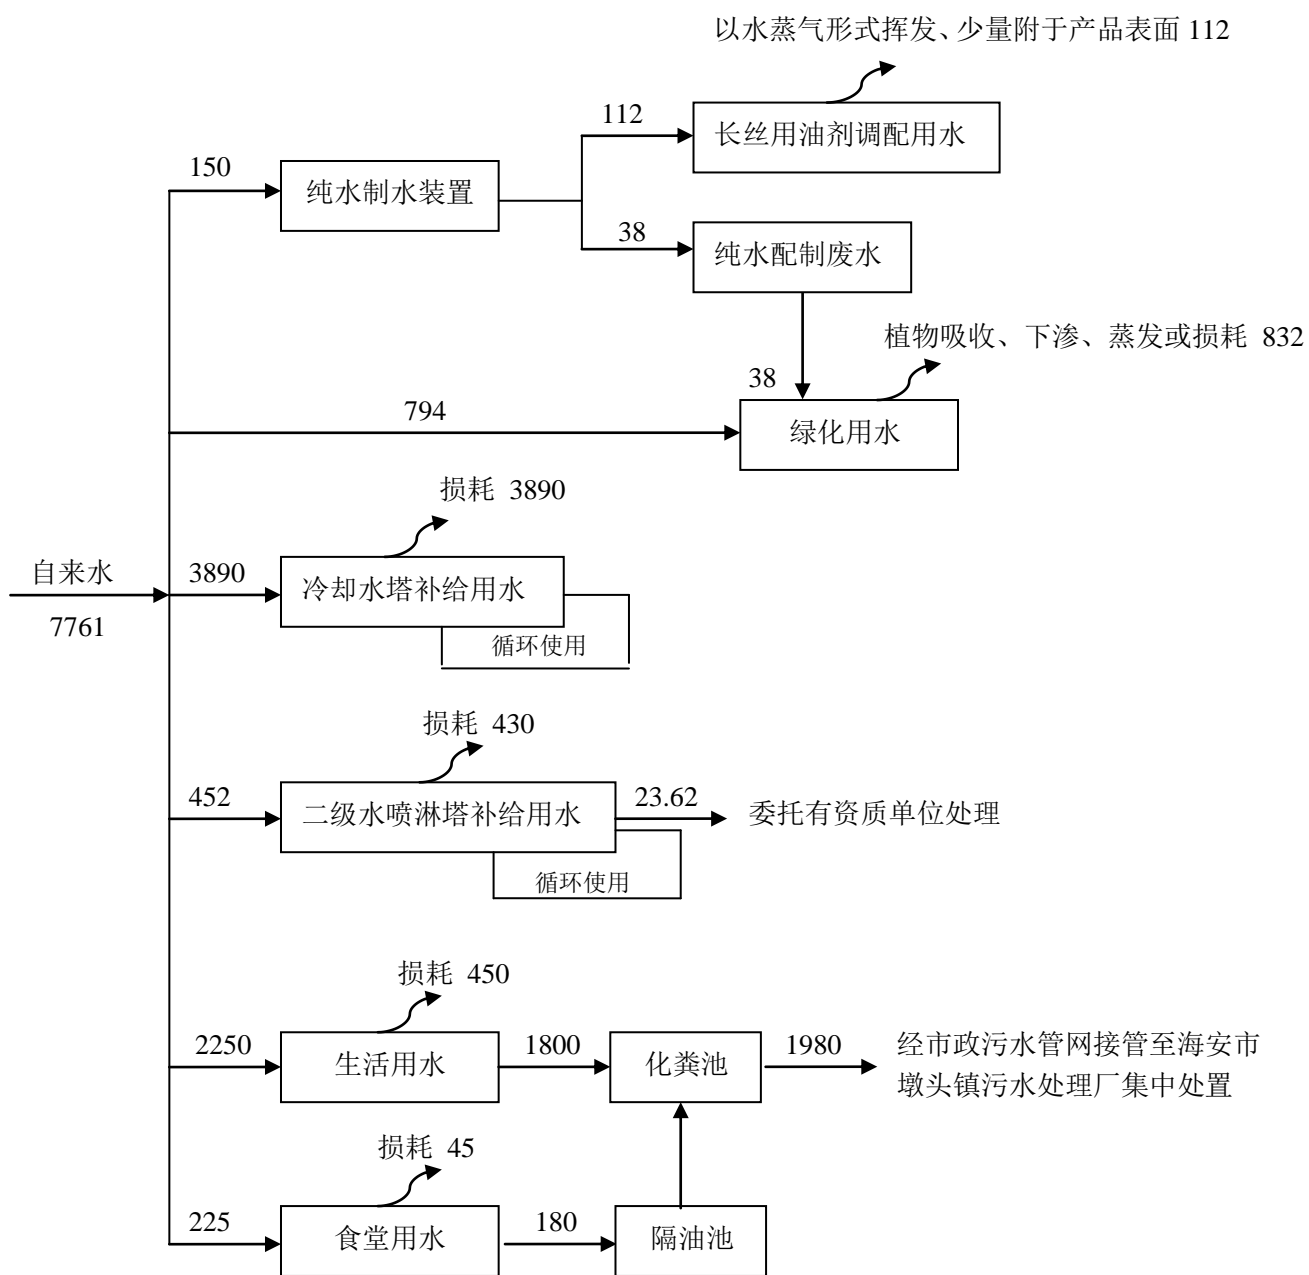 以水蒸气形式挥发、少量附于产品表面 112
112
长丝用油剂调配用水
150
纯水制水装置
38
纯水配制废水
植物吸收、下渗、蒸发或损耗 832
38
794
绿化用水
损耗 3890
自来水
3890
冷却水塔补给用水
7761
循环使用
损耗 430
452
二级水喷淋塔补给用水
23.62
委托有资质单位处理
循环使用
损耗 450
2250
生活用水
1800
化粪池
1980
经市政污水管网接管至海安市
墩头镇污水处理厂集中处置
损耗 45
225
食堂用水
180
隔油池